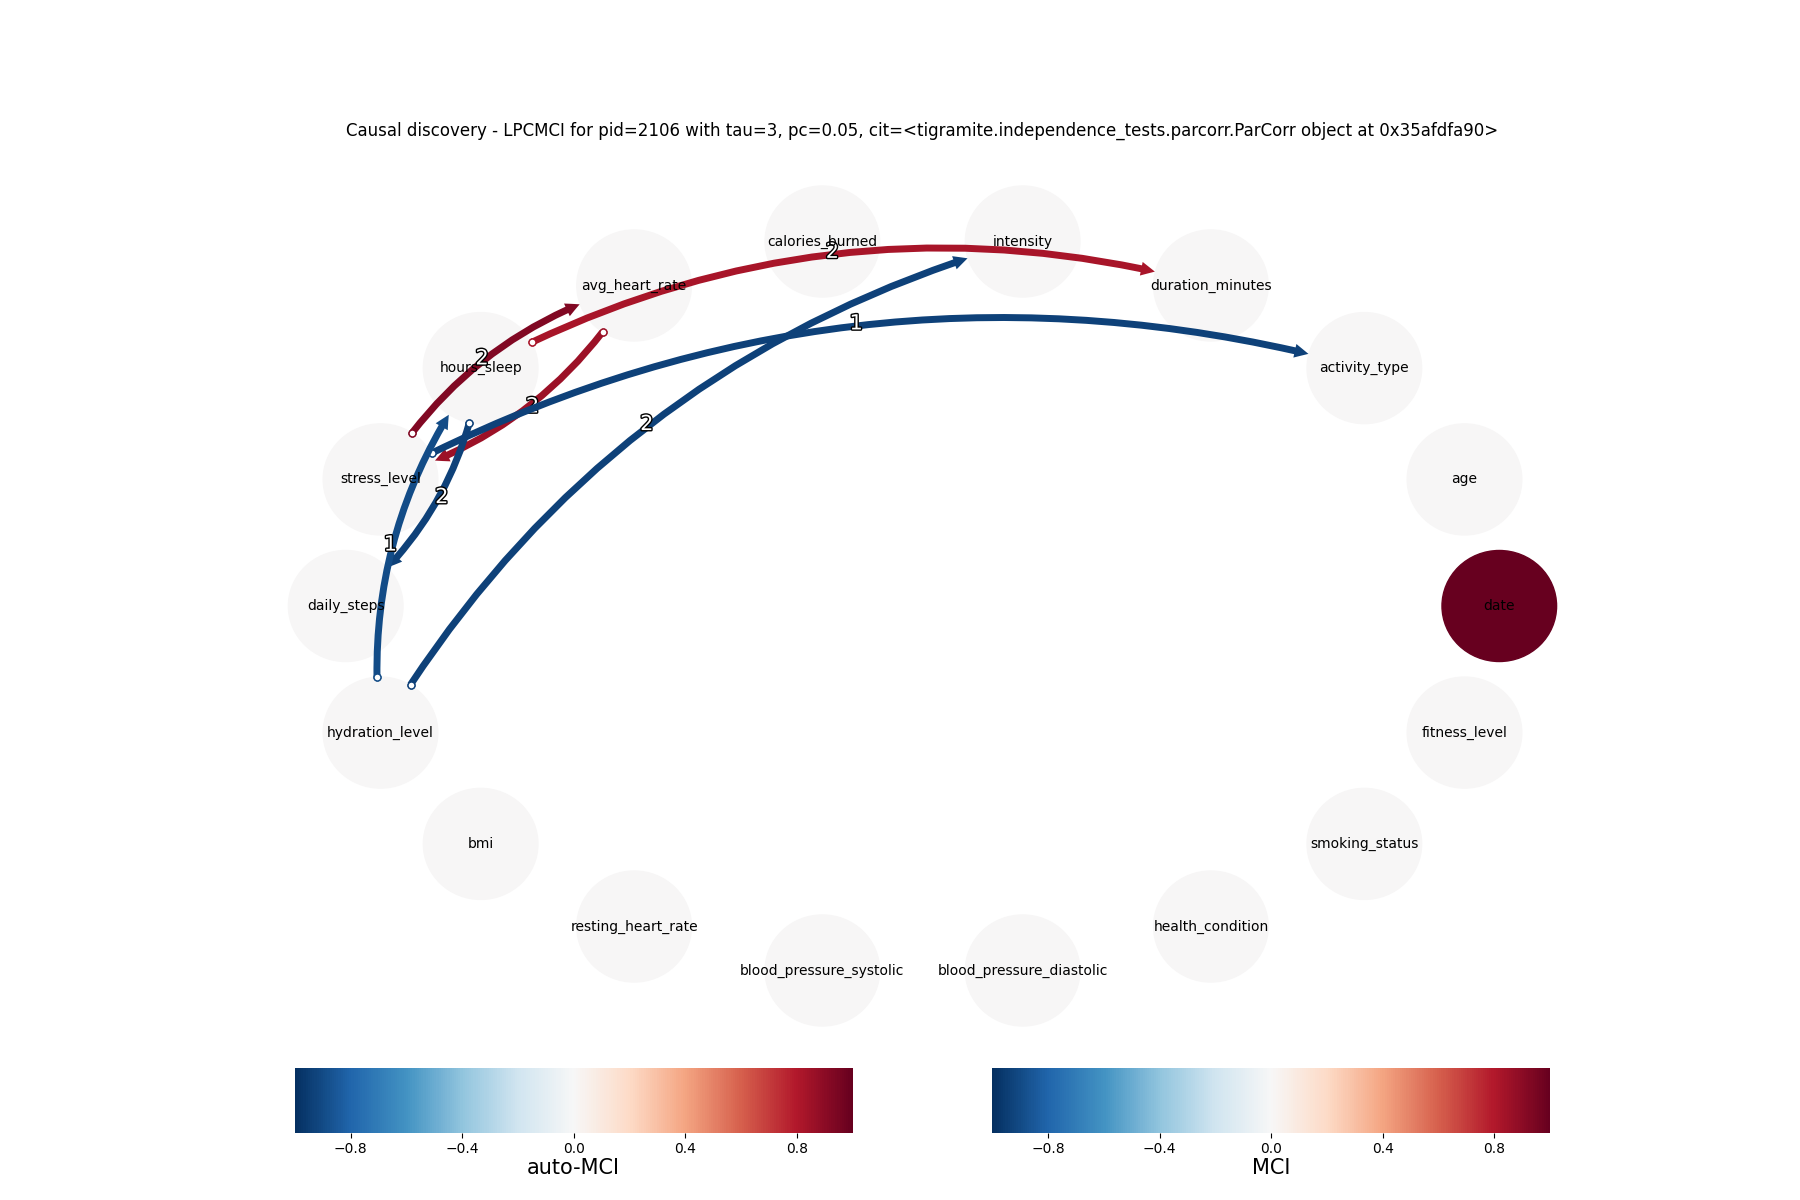 Causal discovery - LPCMCI for pid=2106 with tau=3, pc=0.05, cit=<tigramite.independence_tests.parcorr.ParCorr object at 0x35afdfa90>
calories_burned
intensity
2
avg_heart_rate
duration_minutes
1
2
hours_sleep
activity_type
2
2
stress_level
age
2
1
daily_steps
date
hydration_level
fitness_level
bmi
smoking_status
resting_heart_rate
health_condition
blood_pressure_systolic
blood_pressure_diastolic
−0.8 −0.4 0.0 0.4 0.8
auto-MCI
−0.8 −0.4 0.0 0.4 0.8
MCI